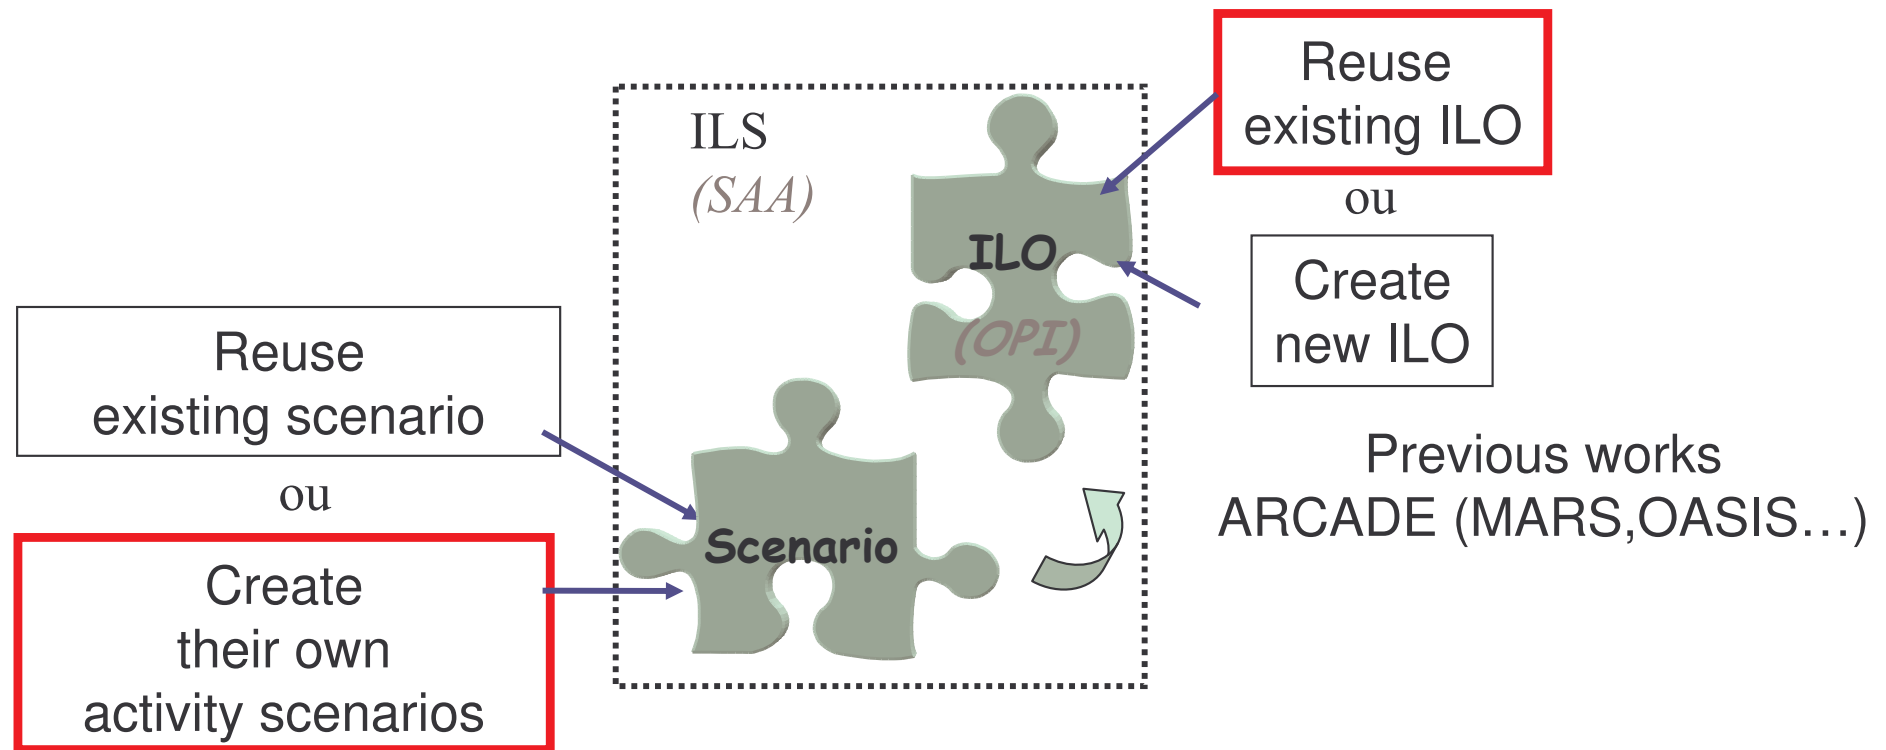 Reuse
existing ILO
ou
Create
new ILO
ILS
(SAA)
ILO
(OPI)
Reuse
existing scenario
ou
Create
their own
activity scenarios
Scenario
Previous works
ARCADE (MARS,OASIS…)